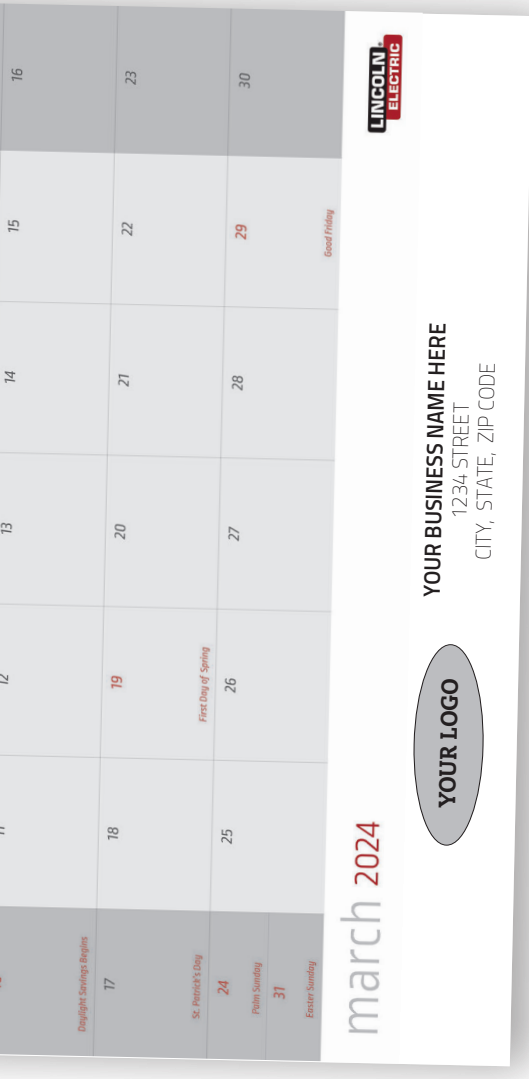 12 13 14 15 16
Daylight Savings Begins
17 18 19 20 21 22 23
St. Patrick's Day First Day of Spring
24 25 26 27 28 29 30
Palm Sunday
31
Easter Sunday Good Friday
march 2024
LINCOLN
ELECTRIC
YOUR LOGO
YOUR BUSINESS NAME HERE
1234 STREET
CITY, STATE, ZIP CODE